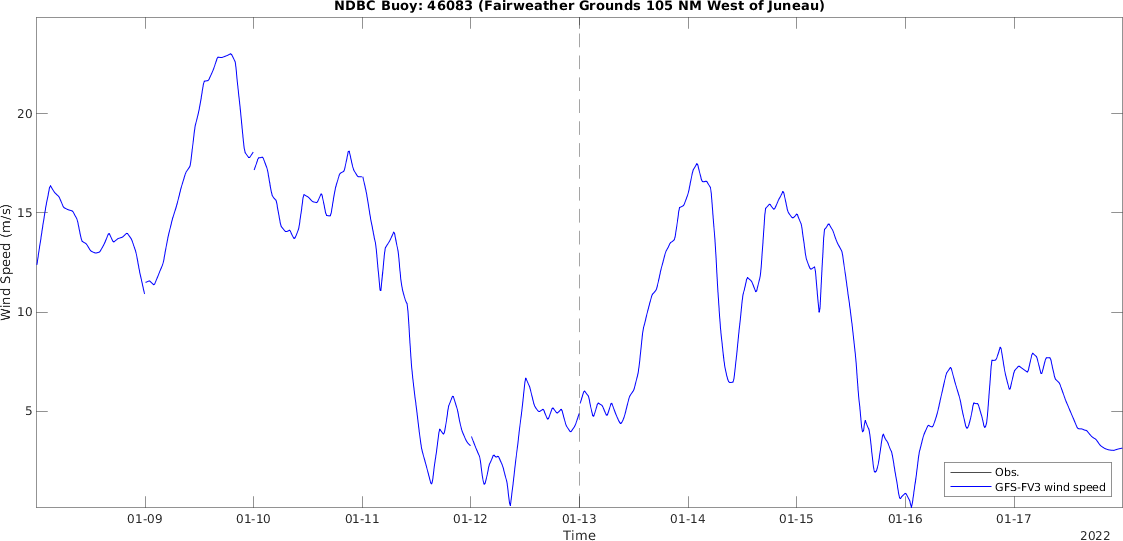 NDBC Buoy: 46083 (Fairweather Grounds 105 NM West of Juneau)
Wind Speed (m/s)
20
15
10
5
Obs.
GFS-FV3 wind speed
01-09 01-10 01-11 01-12 01-13 01-14 01-15 01-16 01-17
Time
2022